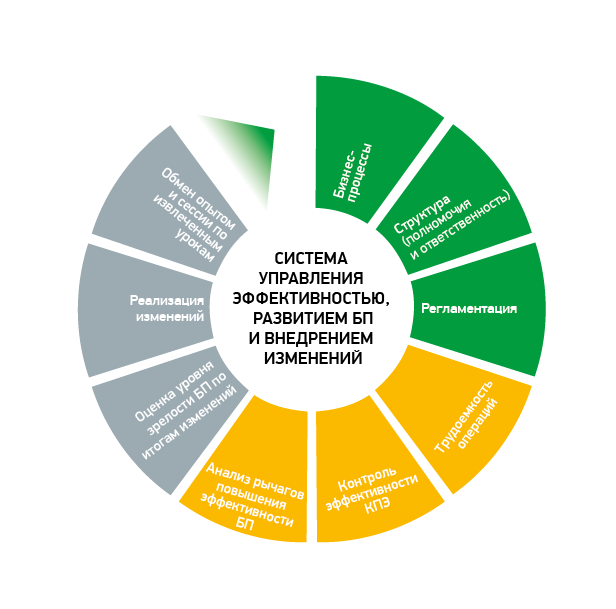 Бизнес-
процессы
Структура
(полномочия
и ответственность)
Регламентация
Трудоемкость
операций
Контроль
эффективности
КПЭ
Анализ рычагов
повышения
эффективности
БП
Оценка уровня
зрелости БП по
итогам изменений
Реализация
изменений
Обмен опытом
и сессии по
извлеченным
урокам
СИСТЕМА
УПРАВЛЕНИЯ
ЭФФЕКТИВНОСТЬЮ,
РАЗВИТИЕМ БП
И ВНЕДРЕНИЕМ
ИЗМЕНЕНИЙ